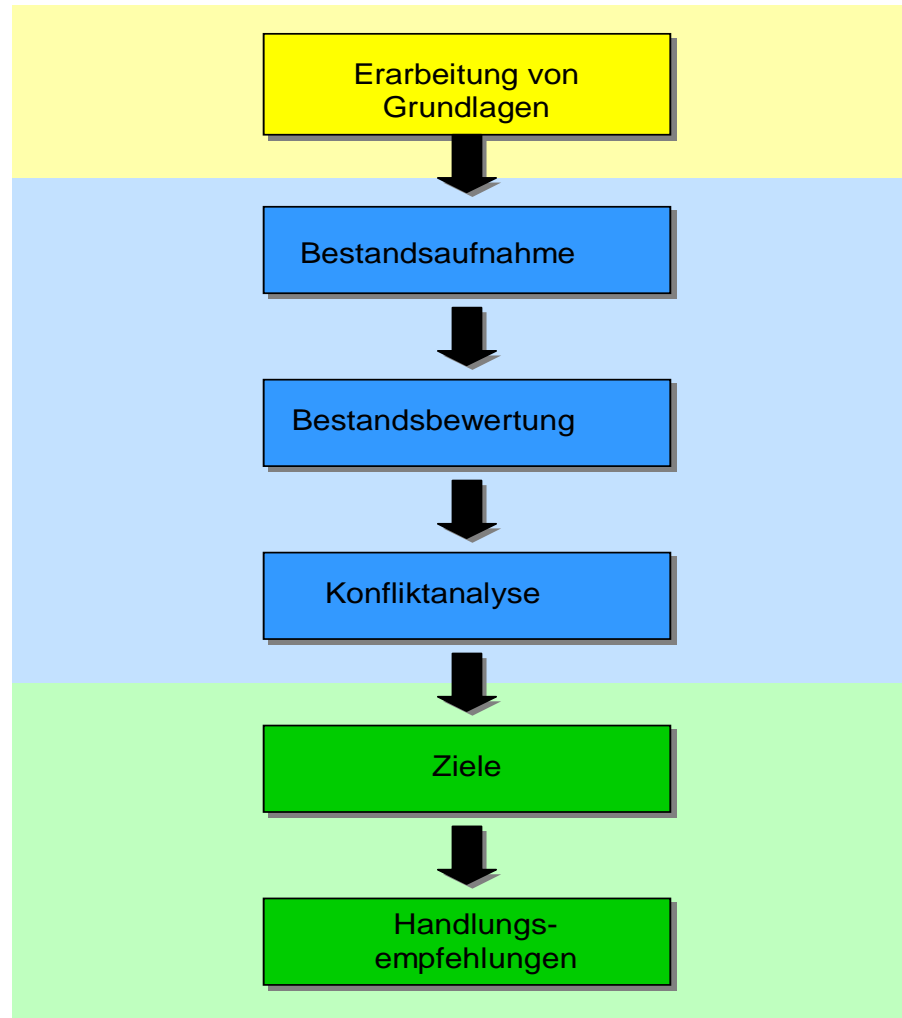 Erarbeitung von
Grundlagen
Bestandsaufnahme
Bestandsbewertung
Konfliktanalyse
Ziele
Handlungs-
empfehlungen